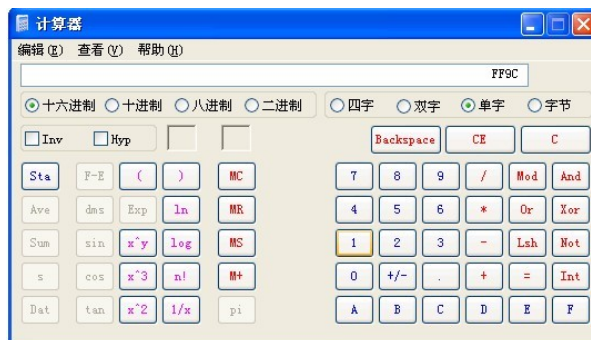 计算器
编辑(E) 查看(V) 帮助(H)
FF9C
十六进制 十进制 八进制 二进制 四字 双字 单字 字节
Inv Hyp Backspace CE C
Sta F-E ( ) MC 7 8 9 / Mod And
Ave dms Exp ln MR 4 5 6 * Or Xor
Sum sin x^y log MS 1 2 3 - Lsh Not
s cos x^3 n! M+ 0 +/- . + = Int
Dat tan x^2 1/x pi A B C D E F